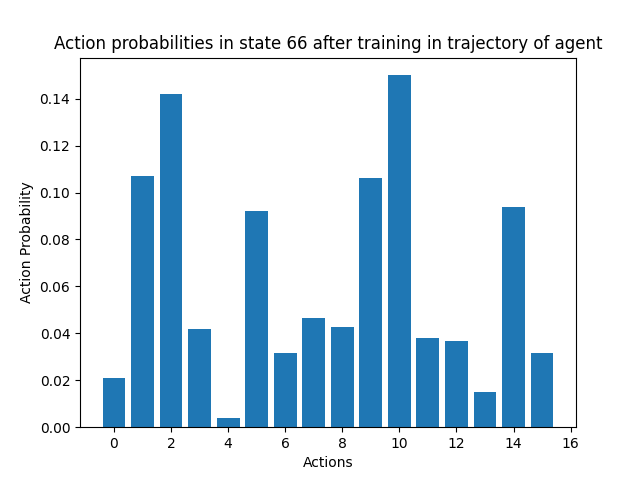 Action probabilities in state 66 after training in trajectory of agent
0.14
0.12
0.10
0.08
0.06
0.04
0.02
0.00
Action Probability
0 2 4 6 8 10 12 14 16
Actions